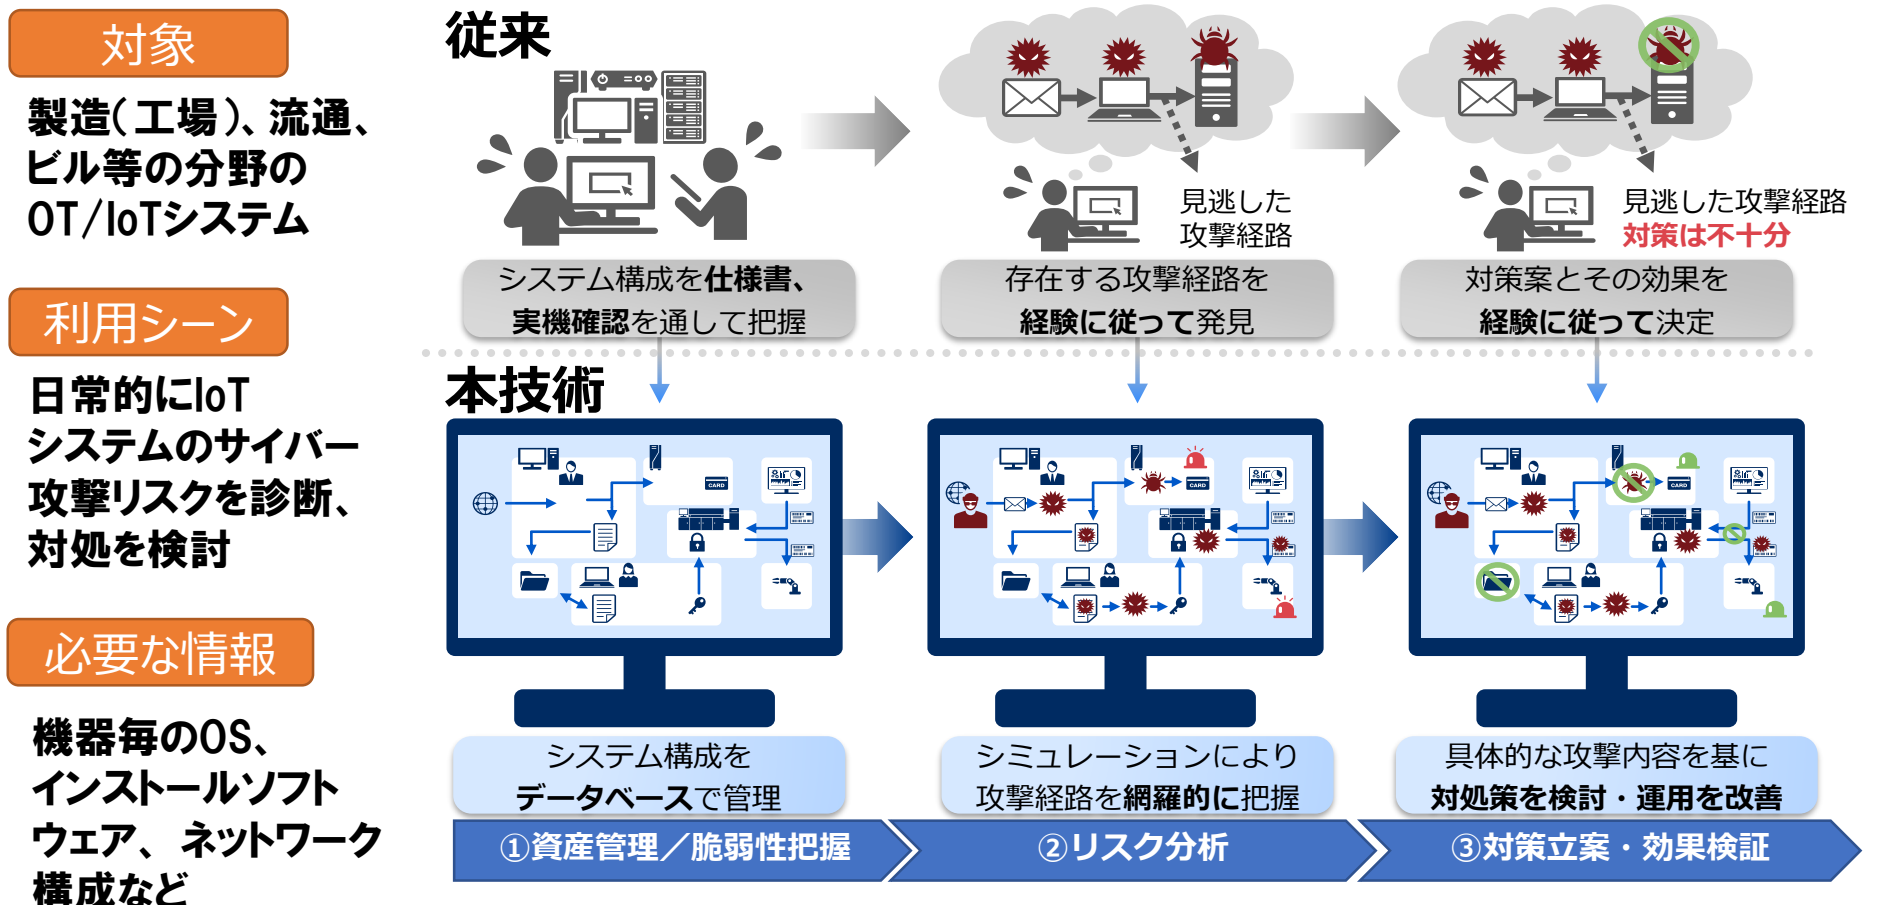 対象
製造(工場)、流通、
ビル等の分野の
OT/IoTシステム
利用シーン
日常的にIoT
システムのサイバー
攻撃リスクを診断、
対処を検討
必要な情報
機器毎のOS、
インストールソフト
ウェア、ネットワーク
構成など
従来
見逃した
攻撃経路
見逃した攻撃経路
対策は不十分
システム構成を仕様書、
実機確認を通して把握
存在する攻撃経路を
経験に従って発見
対策案とその効果を
経験に従って決定
本技術
CARD
CARD
CARD
システム構成を
データベースで管理
シミュレーションにより
攻撃経路を網羅的に把握
具体的な攻撃内容を基に
対処策を検討・運用を改善
①資産管理／脆弱性把握
②リスク分析
③対策立案・効果検証